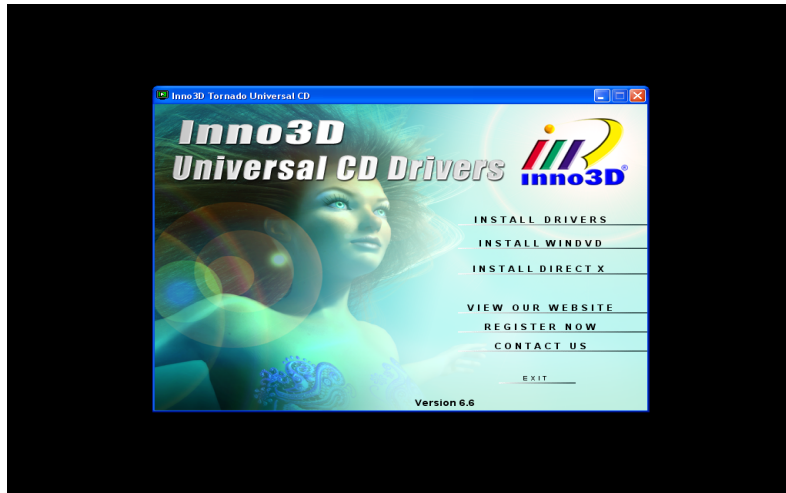 Inno3D Tornado Universal CD
Inno3D
Universal CD Drivers
inno3D®
INSTALL DRIVERS
INSTALL WINDVD
INSTALL DIRECT X
VIEW OUR WEBSITE
REGISTER NOW
CONTACT US
EXIT
Version 6.6